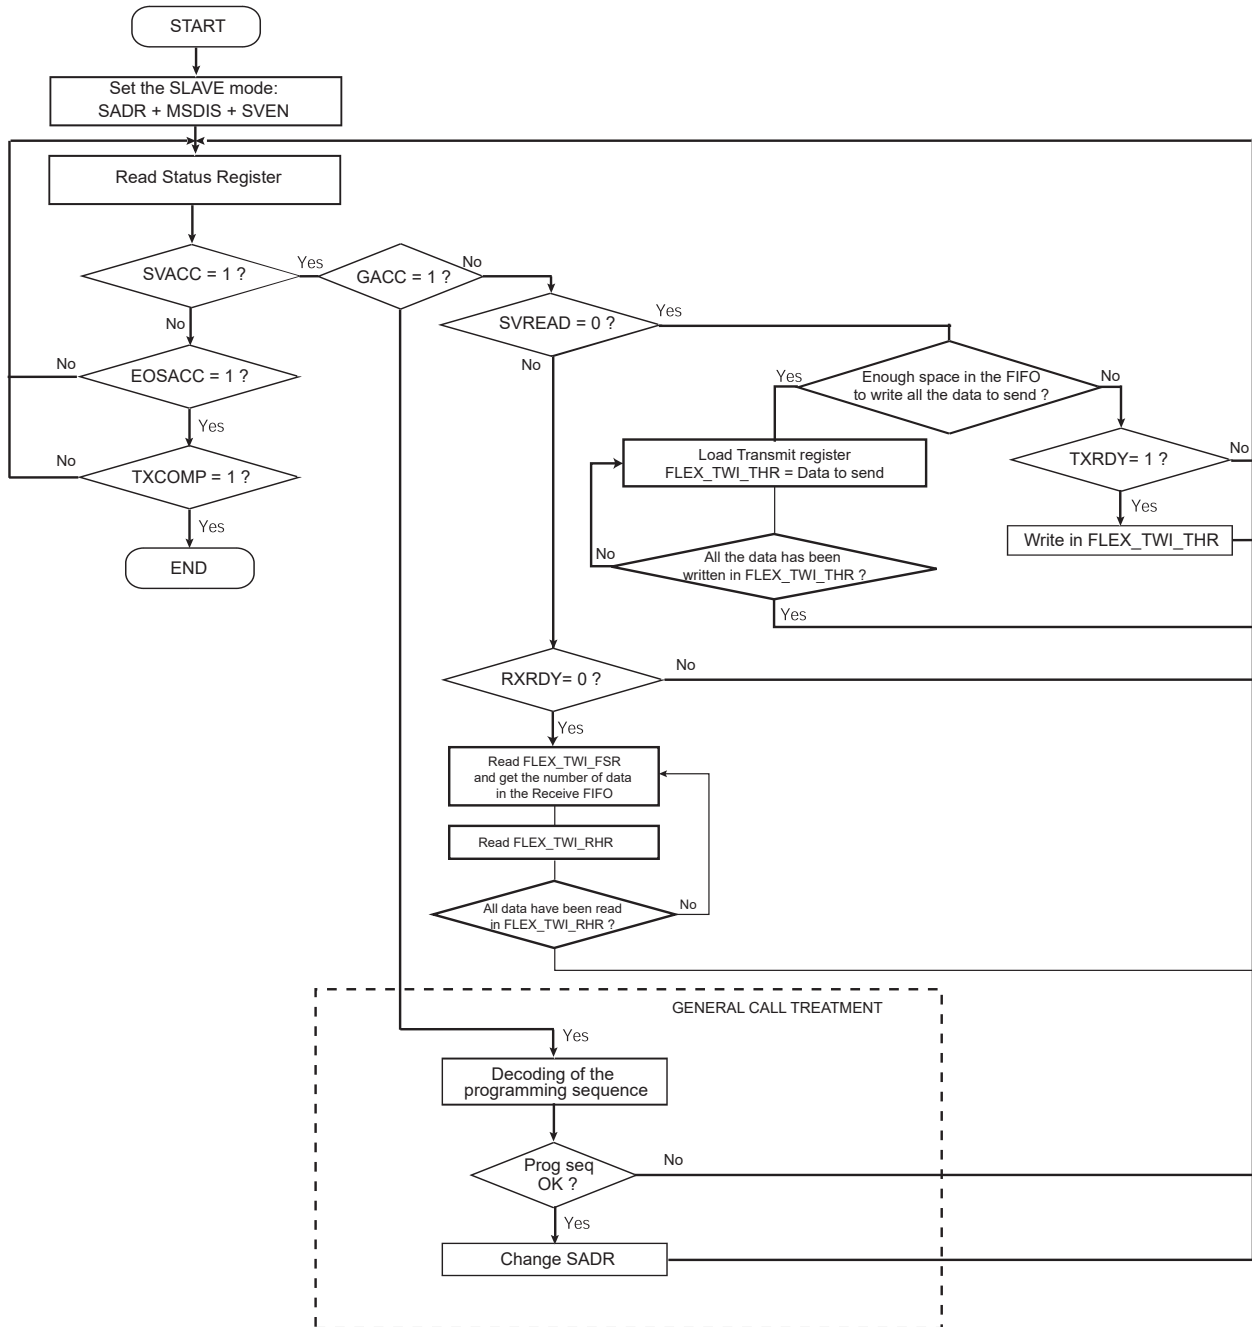 START
Set the SLAVE mode:
SADR + MSDIS + SVEN
Read Status Register
SVACC = 1 ?
Yes
GACC = 1 ?
No
SVREAD = 0 ?
Yes
No
No
EOSACC = 1 ?
No
Yes
Enough space in the FIFO
to write all the data to send ?
Yes
No
TXCOMP = 1 ?
No
Yes
END
Load Transmit register
FLEX_TWI_THR = Data to send
TXRDY= 1 ?
No
Yes
Write in FLEX_TWI_THR
All the data has been
written in FLEX_TWI_THR ?
No
Yes
RXRDY= 0 ?
No
Yes
Read FLEX_TWI_FSR
and get the number of data
in the Receive FIFO
Read FLEX_TWI_RHR
All data have been read
in FLEX_TWI_RHR ?
No
GENERAL CALL TREATMENT
Yes
Decoding of the
programming sequence
Prog seq
OK ?
No
Yes
Change SADR